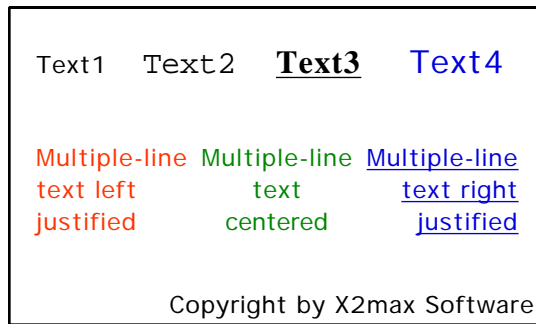 Text1 Text2 Text3 Text4
Multiple-line Multiple-line Multiple-line
text left text text right
justified centered justified
Copyright by X2max Software